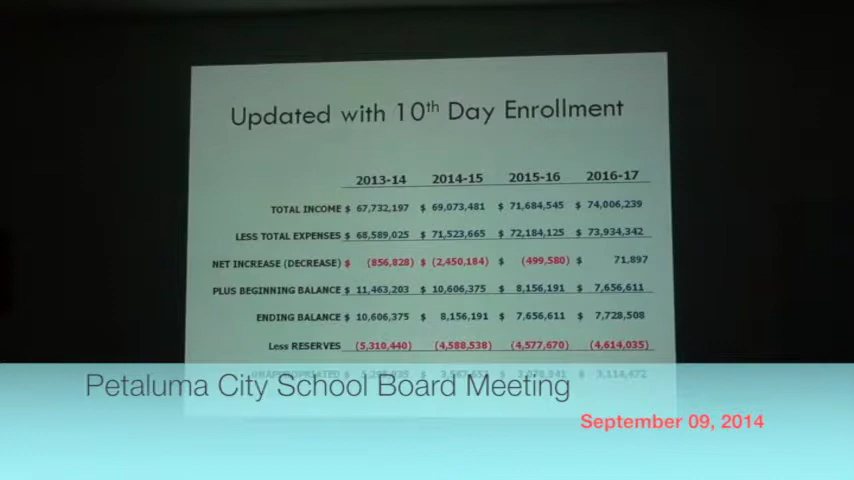 Updated with 10th Day Enrollment
2013-14 2014-15 2015-16 2016-17
TOTAL INCOME $ 67,732,197 $ 69,073,481 $ 71,684,545 $ 74,006,239
LESS TOTAL EXPENSES $ 68,589,025 $ 71,523,665 $ 72,184,125 $ 73,934,342
NET INCREASE (DECREASE) $ (856,828) $ (2,450,184) $ (499,580) $ 71,897
PLUS BEGINNING BALANCE $ 11,463,203 $ 10,606,375 $ 8,156,191 $ 7,656,611
ENDING BALANCE $ 10,606,375 $ 8,156,191 $ 7,656,611 $ 7,728,508
Less RESERVES (5,310,440) (4,588,538) (4,577,670) (4,614,035)
UNAPPROPRIATED $ $ $ $
Petaluma City School Board Meeting
September 09, 2014